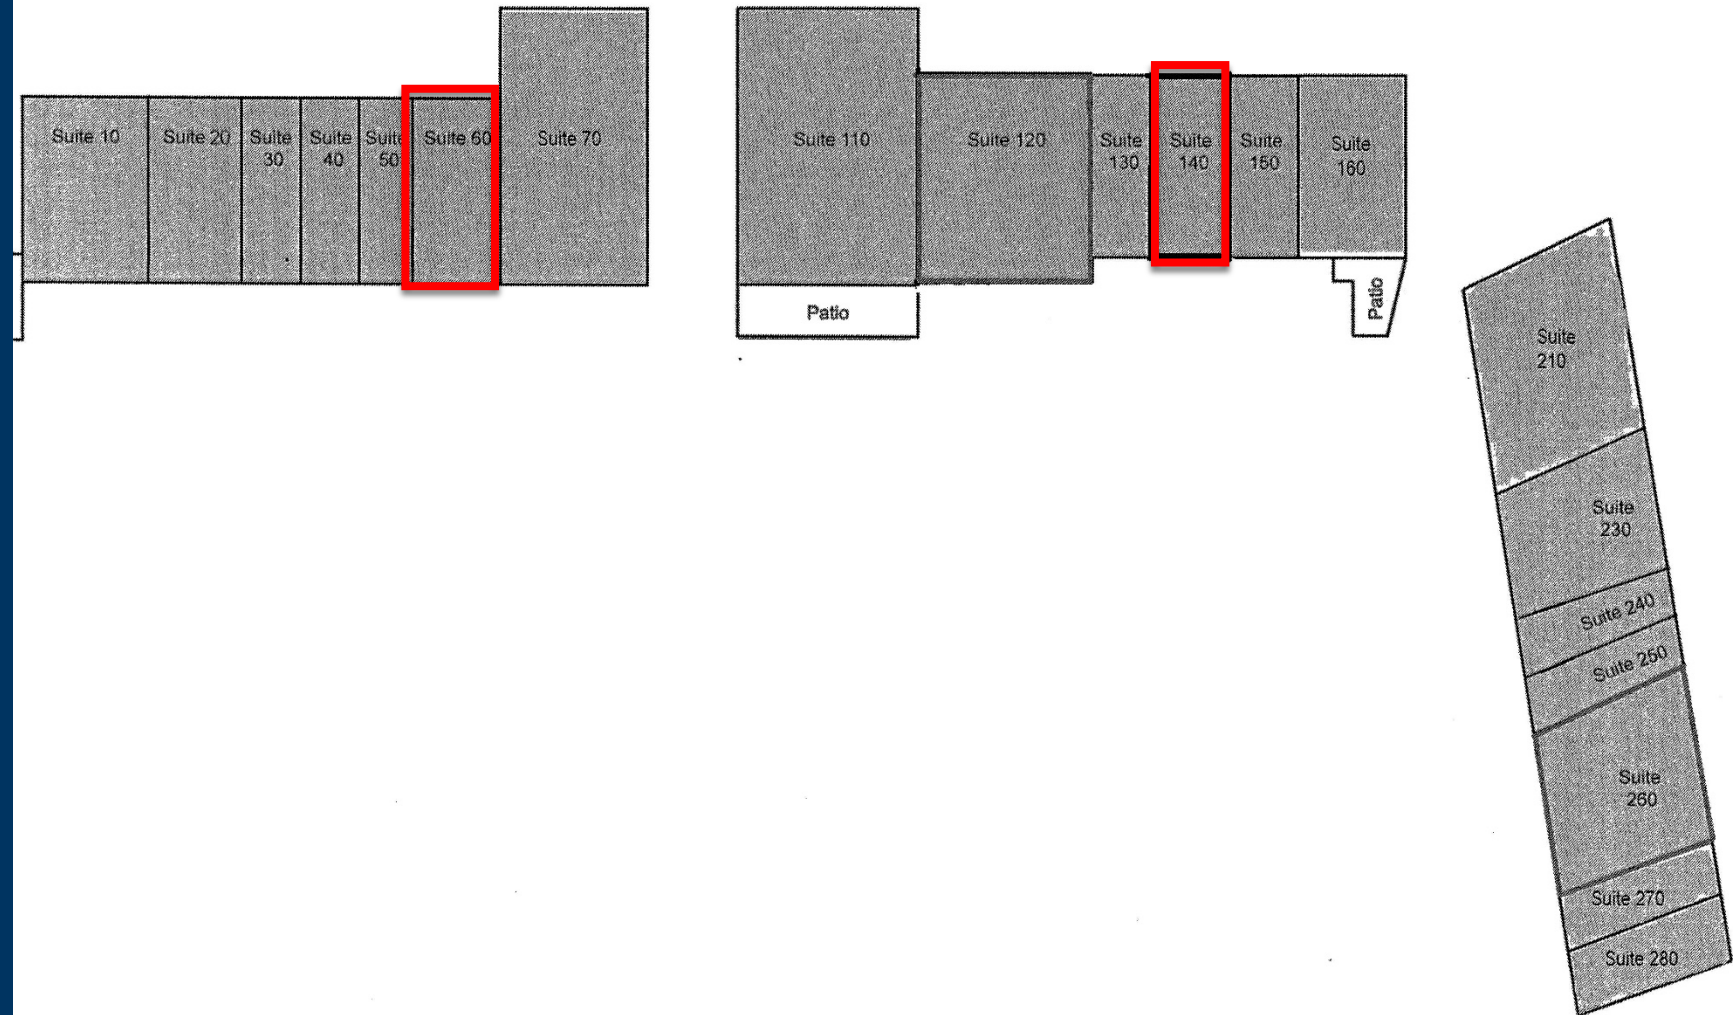 Suite 10
Suite 20
Suite
30
Suite
40
Suite
50
Suite 60
Suite 70
Suite 110
Suite 120
Suite
130
Suite
140
Suite
150
Suite
160
Patio
Patio
Suite
210
Suite
230
Suite 240
Suite 250
Suite
260
Suite 270
Suite 280